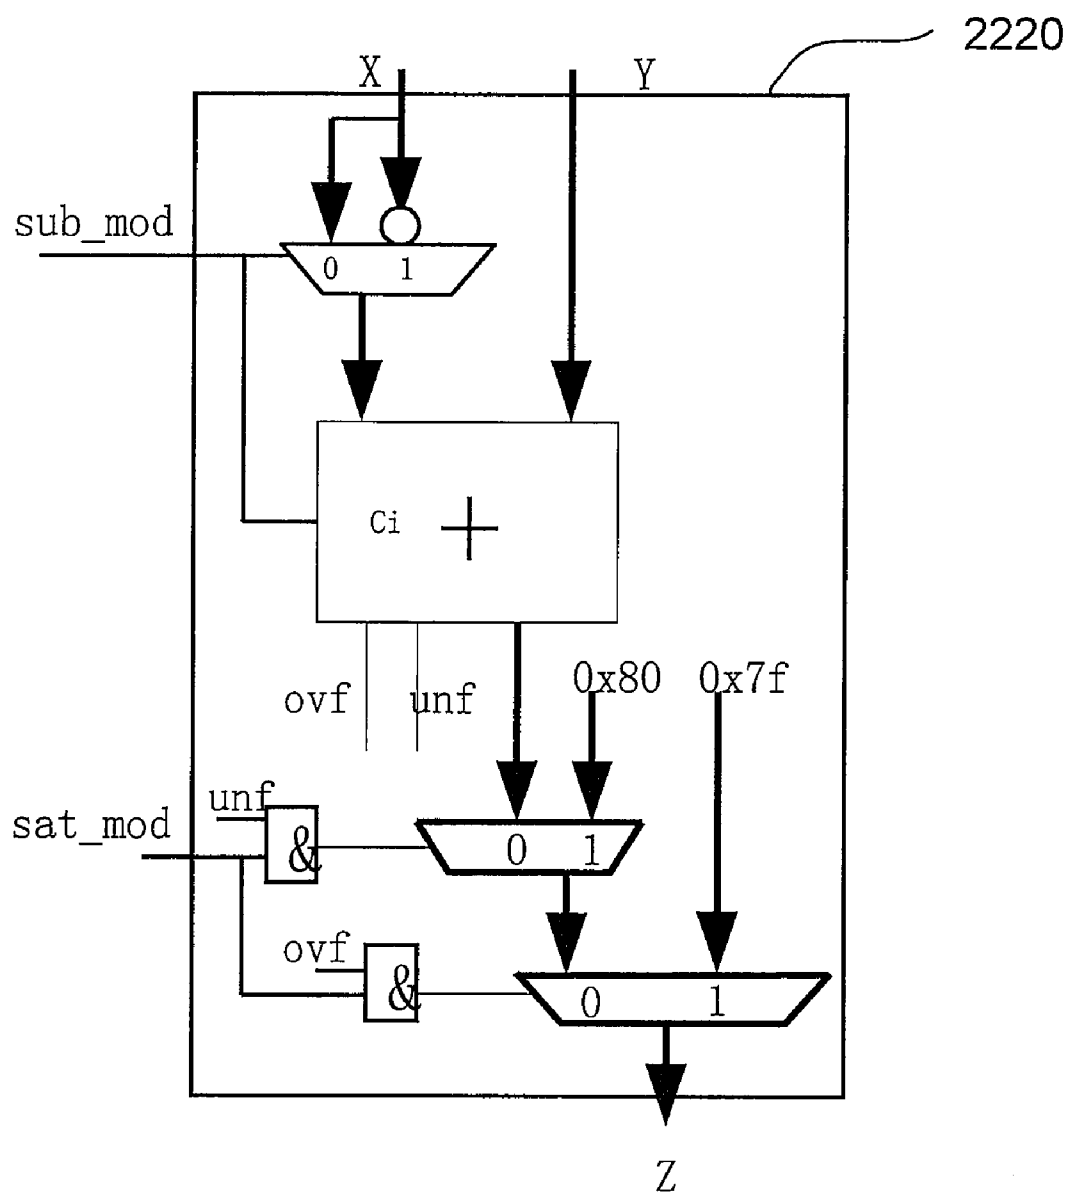 2220
X Y
sub_mod
0 1
Ci +
0x80 0x7f
ovf unf
unf
sat_mod
&
0 1
ovf
&
0 1
Z